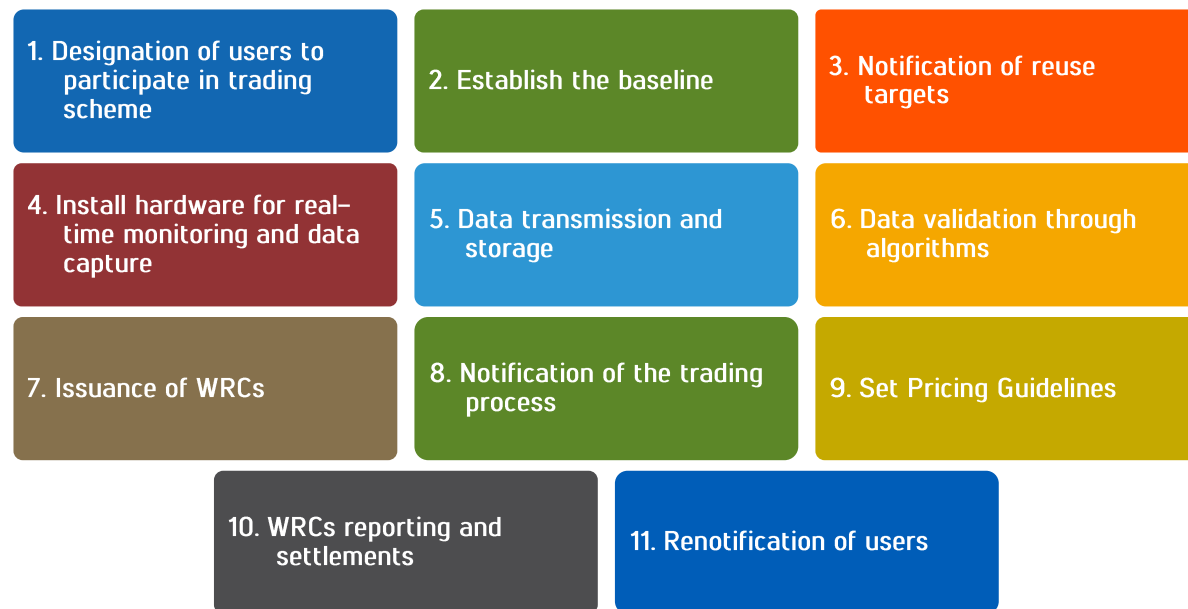 1. Designation of users to
participate in trading
scheme
2. Establish the baseline
3. Notification of reuse
targets
4. Install hardware for real-
time monitoring and data
capture
5. Data transmission and
storage
6. Data validation through
algorithms
7. Issuance of WRCs
8. Notification of the trading
process
9. Set Pricing Guidelines
10. WRCs reporting and
settlements
11. Renotification of users